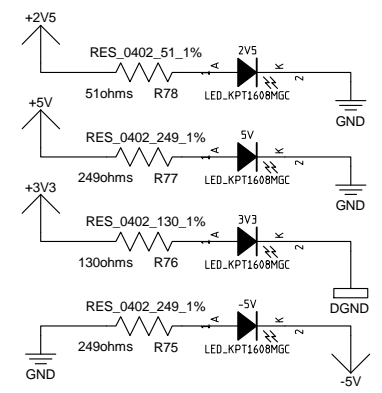 +2V5
RES_0402_51_1%
2V5
A
K
1
2
51ohms
R78
LED_KPT1608MGC
GND
+5V
RES_0402_249_1%
5V
A
K
1
2
249ohms
R77
LED_KPT1608MGC
GND
+3V3
RES_0402_130_1%
3V3
A
K
1
2
130ohms
R76
LED_KPT1608MGC
DGND
RES_0402_249_1%
-5V
A
K
1
2
249ohms
R75
LED_KPT1608MGC
GND
-5V